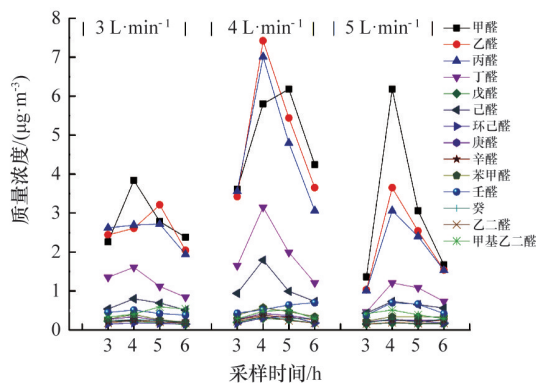 3 L·min⁻¹ 4 L·min⁻¹ 5 L·min⁻¹
8
7
6
5
4
3
2
1
0
质量浓度/(μg·m⁻³)
3 4 5 6 3 4 5 6 3 4 5 6
采样时间/h
甲醛
乙醛
丙醛
丁醛
戊醛
己醛
环己醛
庚醛
辛醛
苯甲醛
壬醛
癸
乙二醛
甲基乙二醛